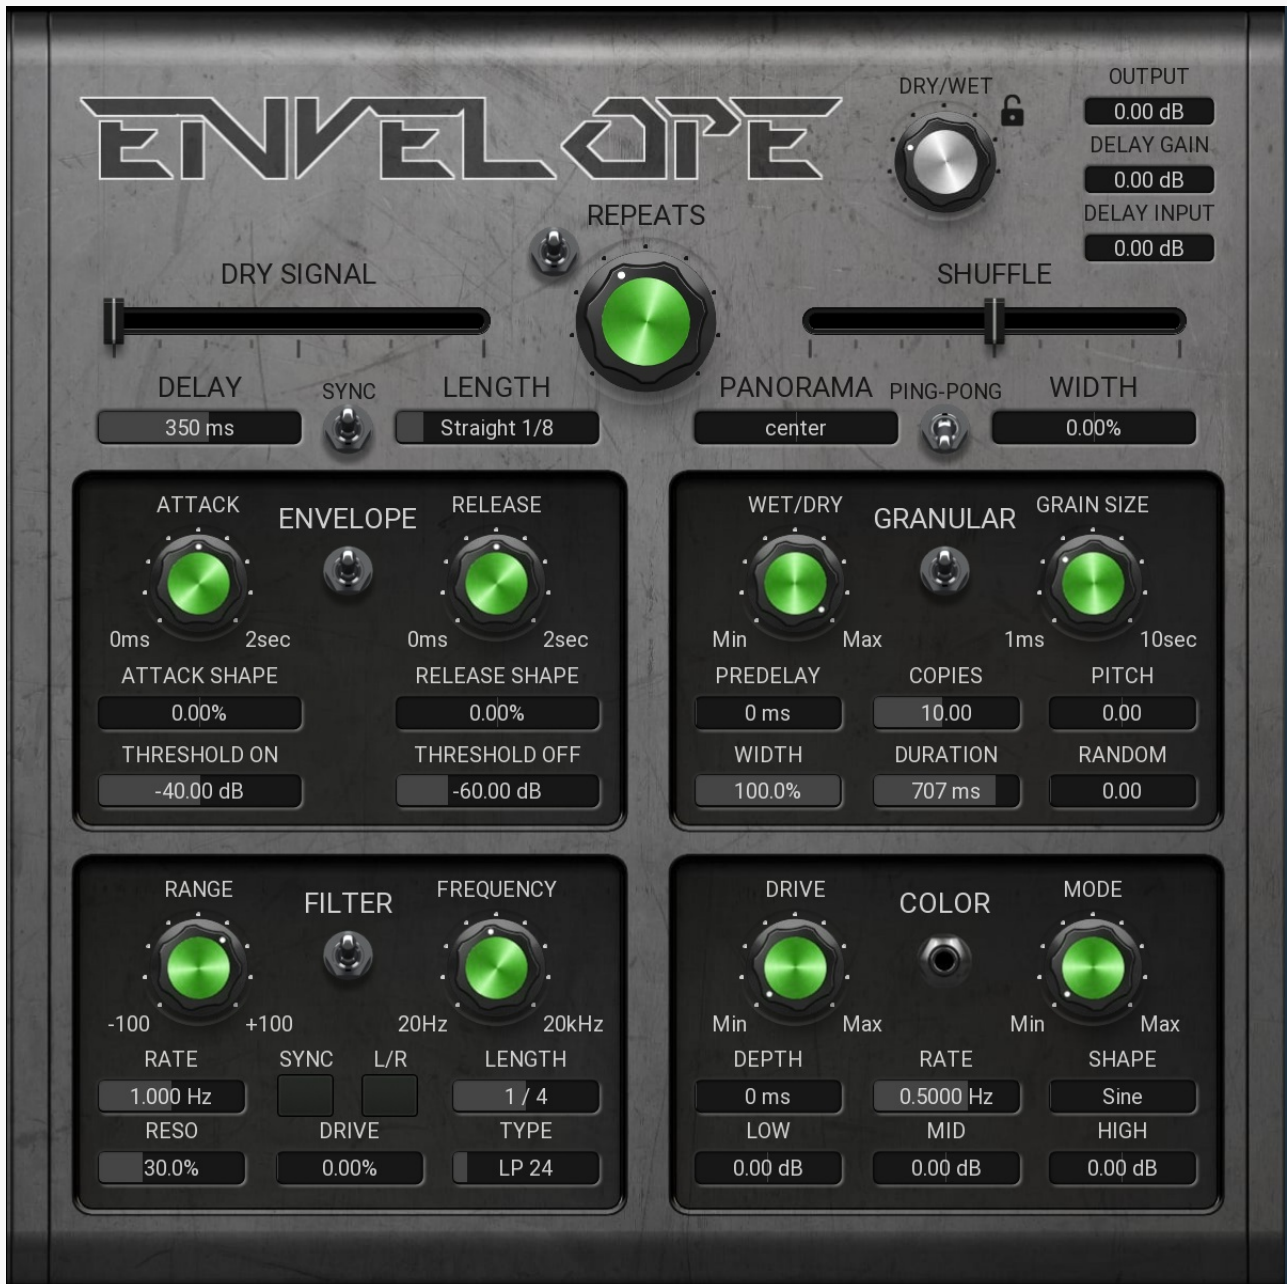 ENVELOPE
DRY/WET
OUTPUT
0.00 dB
DELAY GAIN
0.00 dB
DELAY INPUT
0.00 dB
REPEATS
DRY SIGNAL
SHUFFLE
DELAY SYNC LENGTH
350 ms Straight 1/8
PANORAMA PING-PONG WIDTH
center 0.00%
ATTACK ENVELOPE RELEASE
0ms 2sec 0ms 2sec
ATTACK SHAPE RELEASE SHAPE
0.00% 0.00%
THRESHOLD ON THRESHOLD OFF
-40.00 dB -60.00 dB
WET/DRY GRANULAR GRAIN SIZE
Min Max 1ms 10sec
PREDELAY COPIES PITCH
0 ms 10.00 0.00
WIDTH DURATION RANDOM
100.0% 707 ms 0.00
RANGE FILTER FREQUENCY
-100 +100 20Hz 20kHz
RATE SYNC L/R LENGTH
1.000 Hz 1 / 4
RESO DRIVE TYPE
30.0% 0.00% LP 24
DRIVE COLOR MODE
Min Max Min Max
DEPTH RATE SHAPE
0 ms 0.5000 Hz Sine
LOW MID HIGH
0.00 dB 0.00 dB 0.00 dB